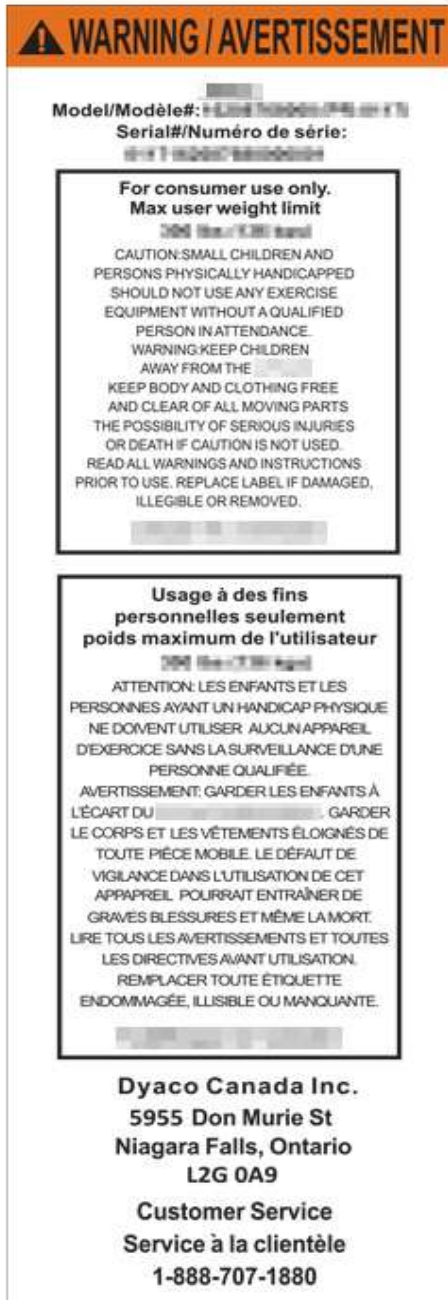 WARNING / AVERTISSEMENT
Model/Modèle#:
Serial#/Numéro de série:
For consumer use only.
Max user weight limit
CAUTION:SMALL CHILDREN AND
PERSONS PHYSICALLY HANDICAPPED
SHOULD NOT USE ANY EXERCISE
EQUIPMENT WITHOUT A QUALIFIED
PERSON IN ATTENDANCE.
WARNING:KEEP CHILDREN
AWAY FROM THE
KEEP BODY AND CLOTHING FREE
AND CLEAR OF ALL MOVING PARTS
THE POSSIBILITY OF SERIOUS INJURIES
OR DEATH IF CAUTION IS NOT USED.
READ ALL WARNINGS AND INSTRUCTIONS
PRIOR TO USE. REPLACE LABEL IF DAMAGED,
ILLEGIBLE OR REMOVED.
Usage à des fins
personnelles seulement
poids maximum de l'utilisateur
ATTENTION: LES ENFANTS ET LES
PERSONNES AYANT UN HANDICAP PHYSIQUE
NE DOIVENT UTILISER AUCUN APPAREIL
D'EXERCICE SANS LA SURVEILLANCE D'UNE
PERSONNE QUALIFIÉE.
AVERTISSEMENT: GARDER LES ENFANTS À
L'ÉCART DU . GARDER
LE CORPS ET LES VÊTEMENTS ÉLOIGNÉS DE
TOUTE PIÉCE MOBILE. LE DÉFAUT DE
VIGILANCE DANS L'UTILISATION DE CET
APPAPREIL POURRAIT ENTRAÎNER DE
GRAVES BLESSURES ET MÊME LA MORT.
LIRE TOUS LES AVERTISSEMENTS ET TOUTES
LES DIRECTIVES AVANT UTILISATION.
REMPLACER TOUTE ÉTIQUETTE
ENDOMMAGÉE, ILLISIBLE OU MANQUANTE.
Dyaco Canada Inc.
5955 Don Murie St
Niagara Falls, Ontario
L2G 0A9
Customer Service
Service à la clientèle
1-888-707-1880